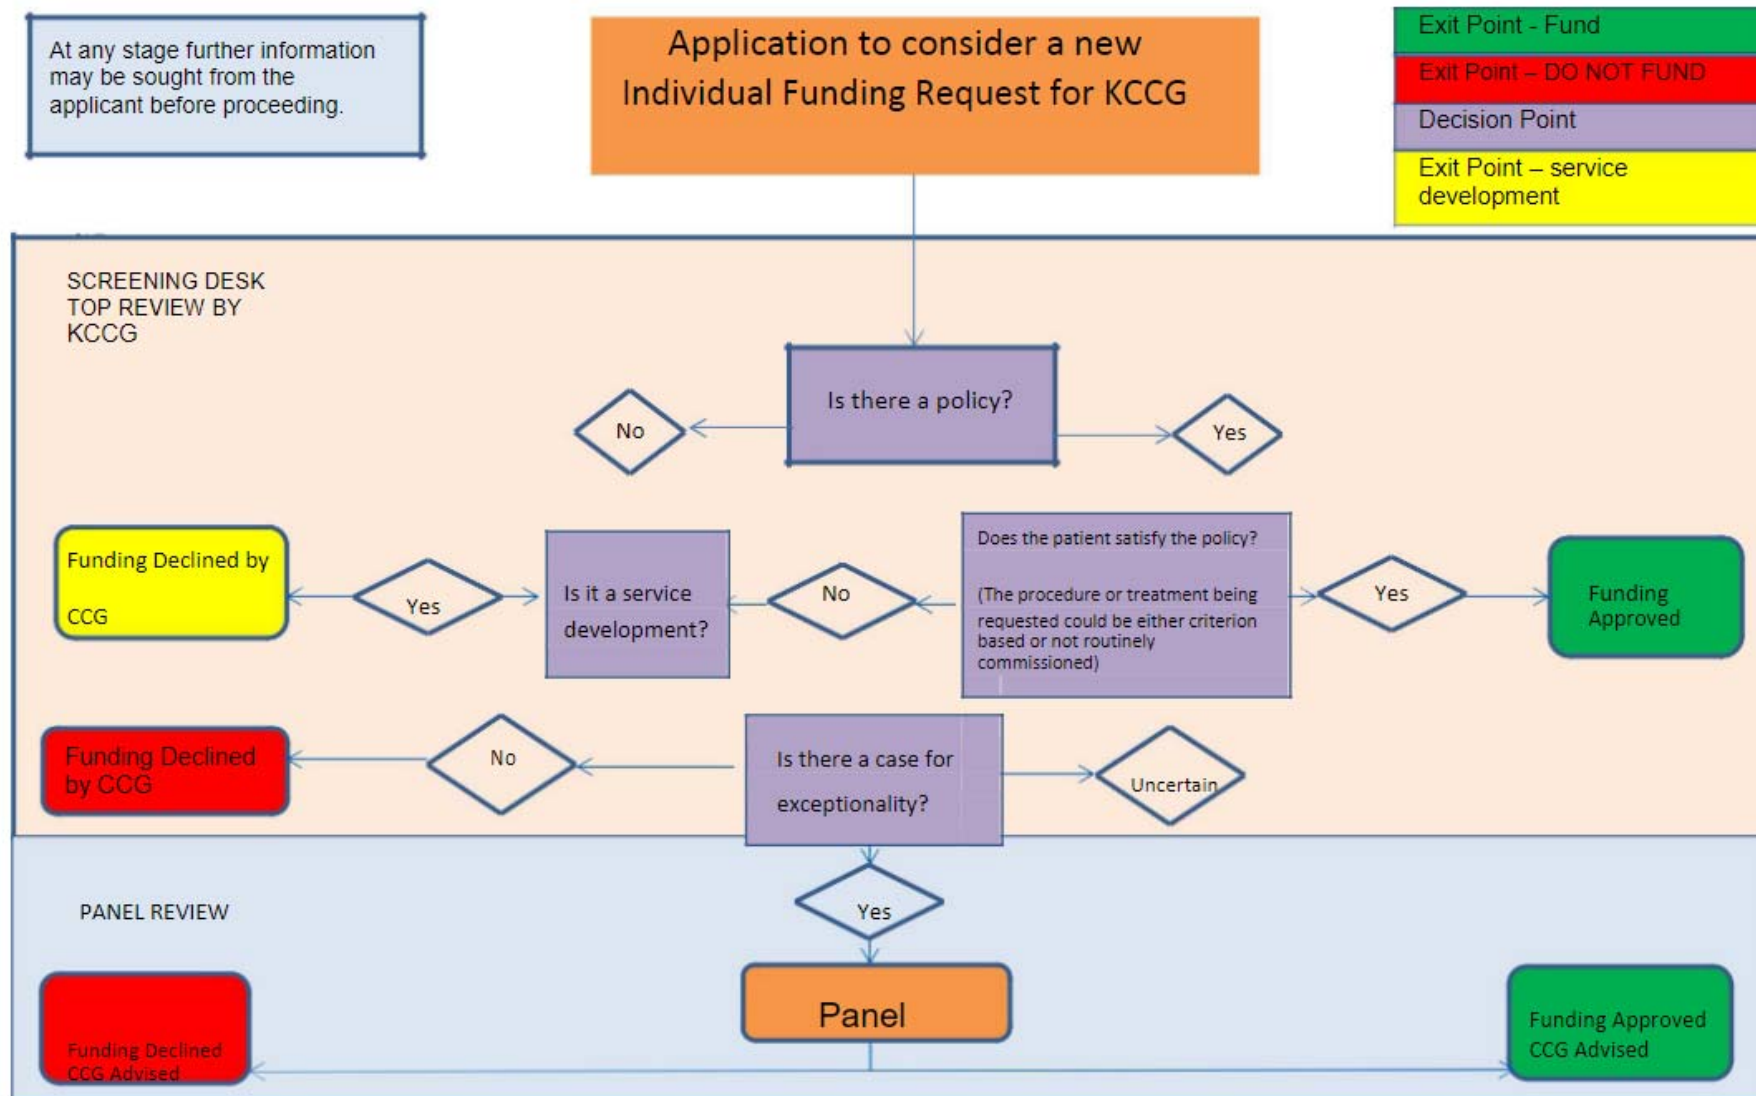 At any stage further information
may be sought from the
applicant before proceeding.
Application to consider a new
Individual Funding Request for KCCG
Exit Point - Fund
Exit Point – DO NOT FUND
Decision Point
Exit Point – service
development
SCREENING DESK
TOP REVIEW BY
KCCG
Is there a policy?
No
Yes
Funding Declined by
CCG
Yes
Is it a service
development?
No
Does the patient satisfy the policy?
(The procedure or treatment being
requested could be either criterion
based or not routinely
commissioned)
Yes
Funding
Approved
Funding Declined
by CCG
No
Is there a case for
exceptionality?
Uncertain
PANEL REVIEW
Yes
Panel
Funding Declined
CCG Advised
Funding Approved
CCG Advised